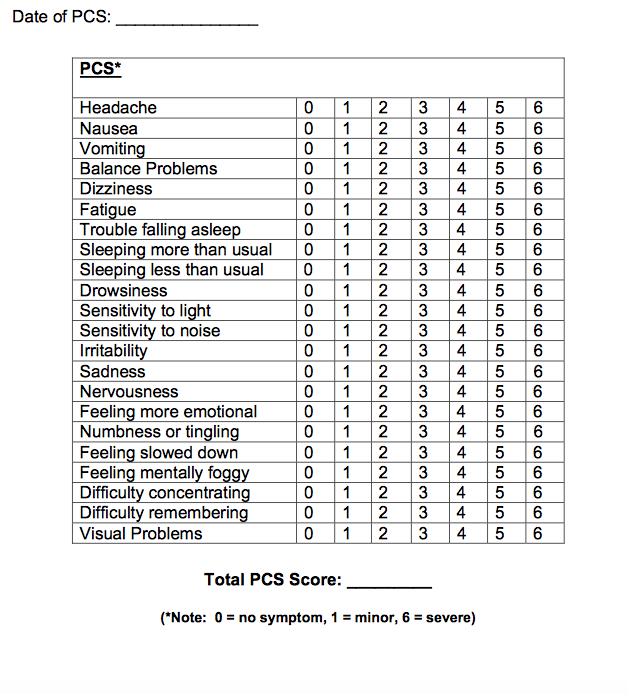 Date of PCS: _______________
PCS*
Headache 0 1 2 3 4 5 6
Nausea 0 1 2 3 4 5 6
Vomiting 0 1 2 3 4 5 6
Balance Problems 0 1 2 3 4 5 6
Dizziness 0 1 2 3 4 5 6
Fatigue 0 1 2 3 4 5 6
Trouble falling asleep 0 1 2 3 4 5 6
Sleeping more than usual 0 1 2 3 4 5 6
Sleeping less than usual 0 1 2 3 4 5 6
Drowsiness 0 1 2 3 4 5 6
Sensitivity to light 0 1 2 3 4 5 6
Sensitivity to noise 0 1 2 3 4 5 6
Irritability 0 1 2 3 4 5 6
Sadness 0 1 2 3 4 5 6
Nervousness 0 1 2 3 4 5 6
Feeling more emotional 0 1 2 3 4 5 6
Numbness or tingling 0 1 2 3 4 5 6
Feeling slowed down 0 1 2 3 4 5 6
Feeling mentally foggy 0 1 2 3 4 5 6
Difficulty concentrating 0 1 2 3 4 5 6
Difficulty remembering 0 1 2 3 4 5 6
Visual Problems 0 1 2 3 4 5 6
Total PCS Score: _________
(*Note: 0 = no symptom, 1 = minor, 6 = severe)